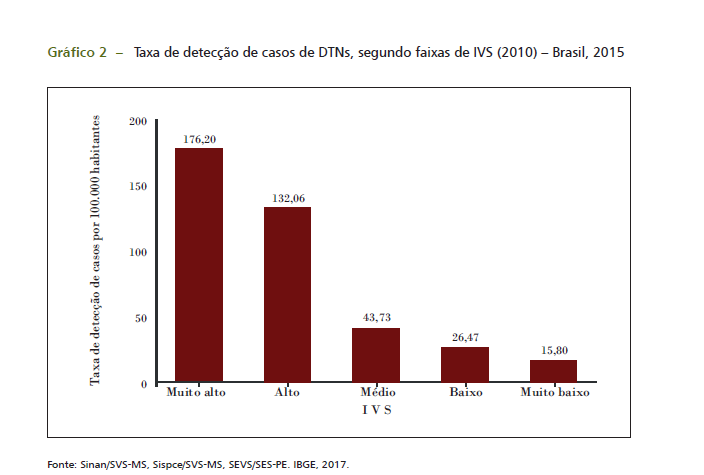 Gráfico 2 – Taxa de detecção de casos de DTNs, segundo faixas de IVS (2010) – Brasil, 2015
Taxa de detecção de casos por 100.000 habitantes
200
150
100
50
0
176,20
132,06
43,73
26,47
15,80
Muito alto Alto Médio Baixo Muito baixo
I V S
Fonte: Sinan/SVS-MS, Sispce/SVS-MS, SEVS/SES-PE. IBGE, 2017.